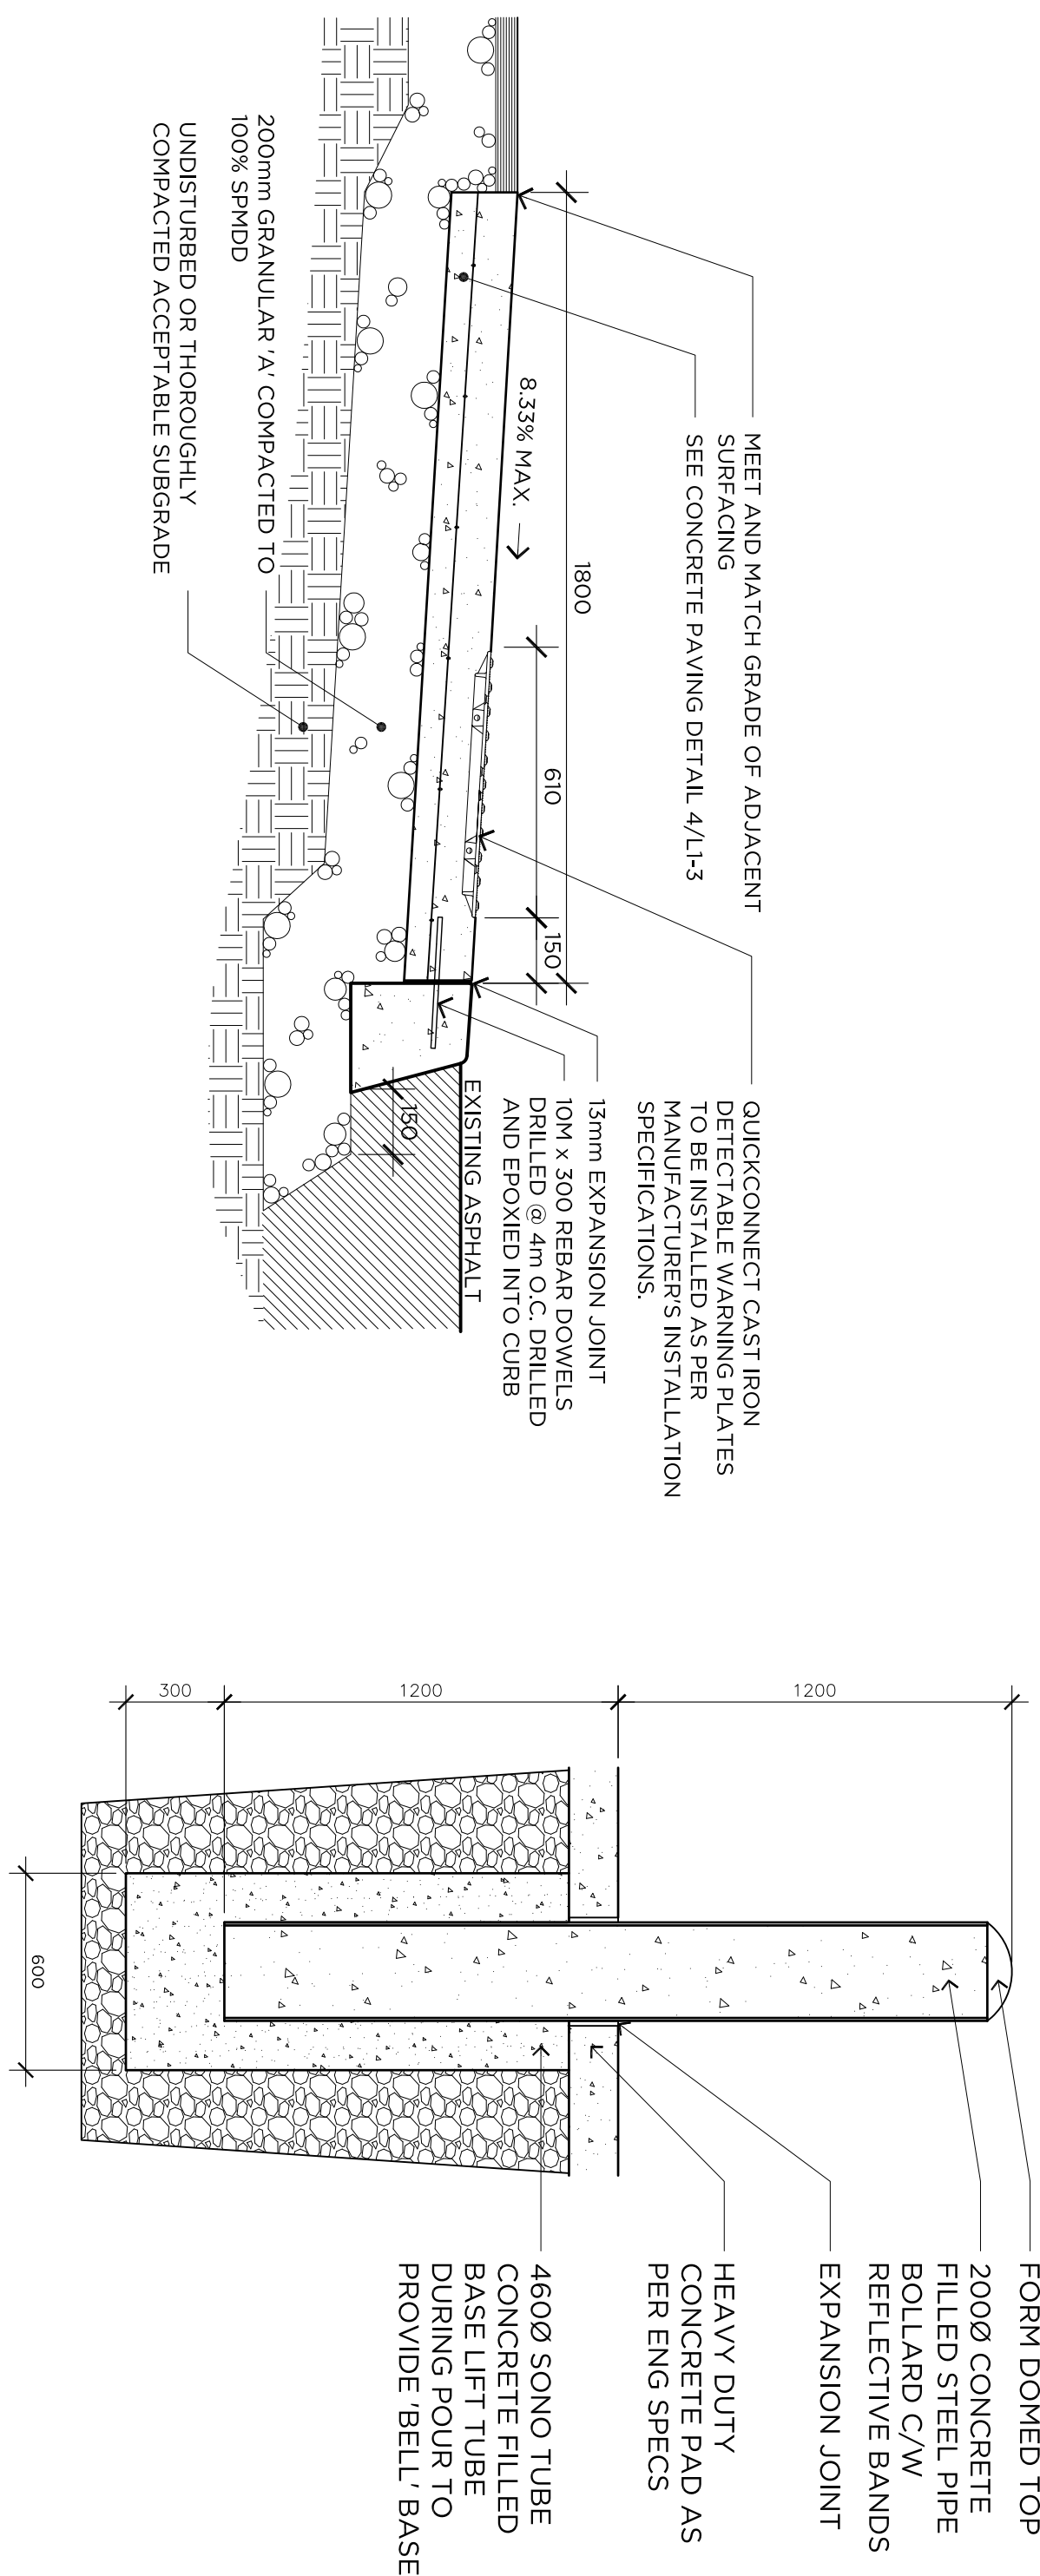 MEET AND MATCH GRADE OF ADJACENT
SURFACING
SEE CONCRETE PAVING DETAIL 4/L1-3
QUICKCONNECT CAST IRON
DETECTABLE WARNING PLATES
TO BE INSTALLED AS PER
MANUFACTURER'S INSTALLATION
SPECIFICATIONS.
13mm EXPANSION JOINT
10M x 300 REBAR DOWELS
DRILLED @ 4m O.C. DRILLED
AND EPOXIED INTO CURB
EXISTING ASPHALT
1800
610
150
8.33% MAX.
150
200mm GRANULAR 'A' COMPACTED TO
100% SPMDD
UNDISTURBED OR THOROUGHLY
COMPACTED ACCEPTABLE SUBGRADE
1200
1200
300
600
FORM DOMED TOP
200Ø CONCRETE
FILLED STEEL PIPE
BOLLARD C/W
REFLECTIVE BANDS
EXPANSION JOINT
HEAVY DUTY
CONCRETE PAD AS
PER ENG SPECS
460Ø SONO TUBE
CONCRETE FILLED
BASE LIFT TUBE
DURING POUR TO
PROVIDE 'BELL' BASE